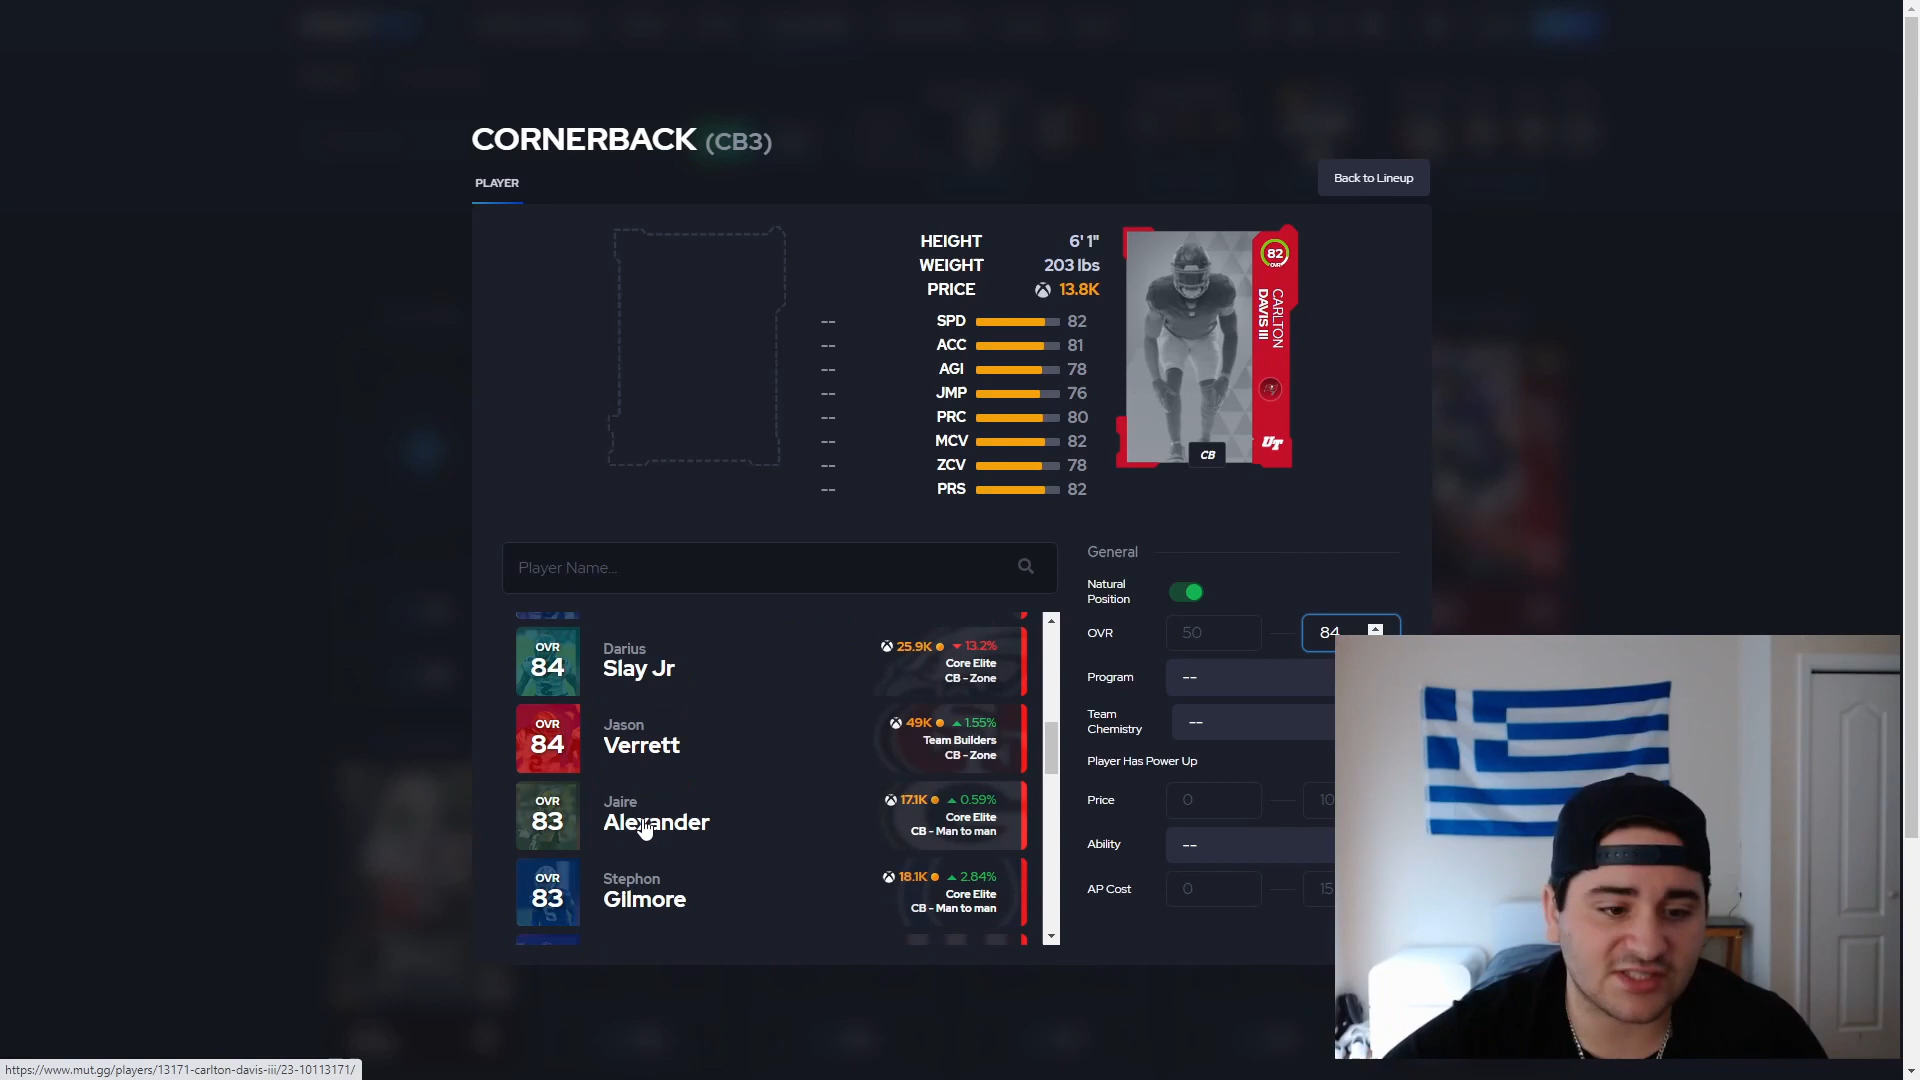 CORNERBACK (CB3)
PLAYER
Back to Lineup
HEIGHT 6' 1"
WEIGHT 203 lbs
PRICE 13.8K
-- SPD 82
-- ACC 81
-- AGI 78
-- JMP 76
-- PRC 80
-- MCV 82
-- ZCV 78
-- PRS 82
82
OVR
CARLTON
DAVIS III
UT
CB
Player Name...
OVR
84
Darius
Slay Jr
25.9K 13.2%
Core Elite
CB - Zone
OVR
84
Jason
Verrett
49K 1.55%
Team Builders
CB - Zone
OVR
83
Jaire
Alexander
17.1K 0.59%
Core Elite
CB - Man to man
OVR
83
Stephon
Gilmore
18.1K 2.84%
Core Elite
CB - Man to man
General
Natural
Position
OVR 50 84
Program --
Team
Chemistry --
Player Has Power Up
Price 0 10
Ability --
AP Cost 0 15
https://www.mut.gg/players/13171-carlton-davis-iii/23-10113171/